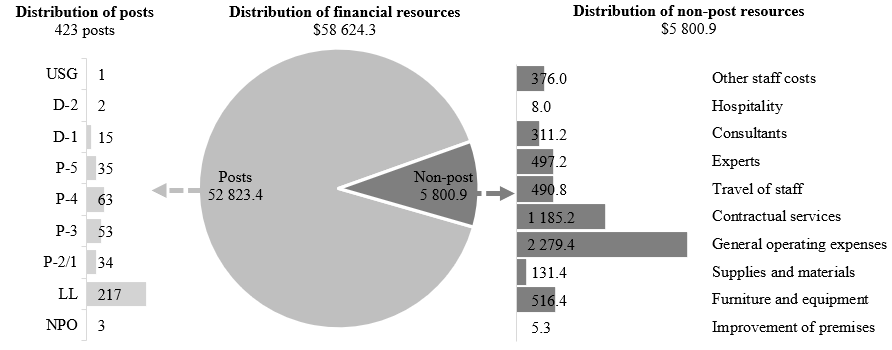 Distribution of posts
423 posts
USG 1
D-2 2
D-1 15
P-5 35
P-4 63
P-3 53
P-2/1 34
LL 217
NPO 3
Distribution of financial resources
$58 624.3
Posts
52 823.4
Non-post
5 800.9
Distribution of non-post resources
$5 800.9
376.0 Other staff costs
8.0 Hospitality
311.2 Consultants
497.2 Experts
490.8 Travel of staff
1 185.2 Contractual services
2 279.4 General operating expenses
131.4 Supplies and materials
516.4 Furniture and equipment
5.3 Improvement of premises